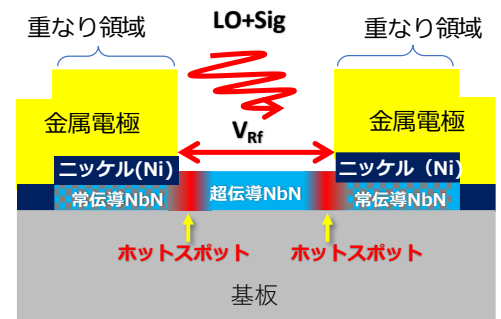 LO+Sig
重なり領域
重なり領域
金属電極
金属電極
VRf
ニッケル(Ni)
ニッケル（Ni)
常伝導NbN
超伝導NbN
常伝導NbN
ホットスポット
ホットスポット
基板